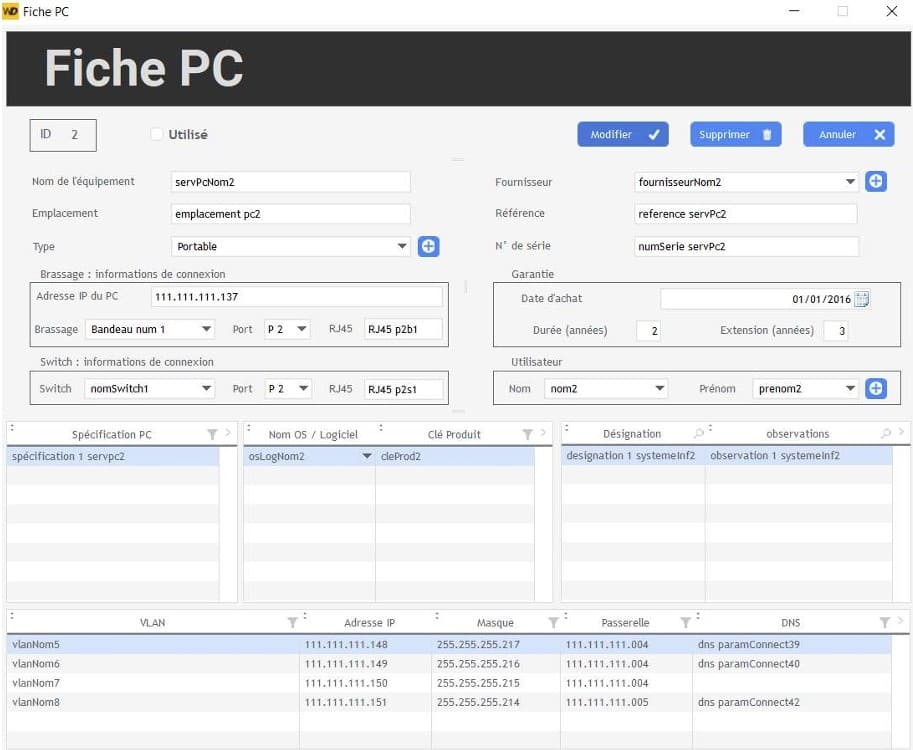 WD Fiche PC
Fiche PC
ID 2 Utilisé Modifier Supprimer Annuler
Nom de l'équipement servPcNom2 Fournisseur fournisseurNom2
Emplacement emplacement pc2 Référence reference servPc2
Type Portable N° de série numSerie servPc2
Brassage : informations de connexion Garantie
Adresse IP du PC 111.111.111.137 Date d'achat 01/01/2016
Brassage Bandeau num 1 Port P 2 RJ45 RJ45 p2b1 Durée (années) 2 Extension (années) 3
Switch : informations de connexion Utilisateur
Switch nomSwitch1 Port P 2 RJ45 RJ45 p2s1 Nom nom2 Prénom prenom2
Spécification PC Nom OS / Logiciel Clé Produit Désignation observations
spécification 1 servpc2 osLogNom2 cleProd2 designation 1 systemeInf2 observation 1 systemeInf2
VLAN Adresse IP Masque Passerelle DNS
vlanNom5 111.111.111.148 255.255.255.217 111.111.111.004 dns paramConnect39
vlanNom6 111.111.111.149 255.255.255.216 111.111.111.004 dns paramConnect40
vlanNom7 111.111.111.150 255.255.255.215 111.111.111.004
vlanNom8 111.111.111.151 255.255.255.214 111.111.111.005 dns paramConnect42